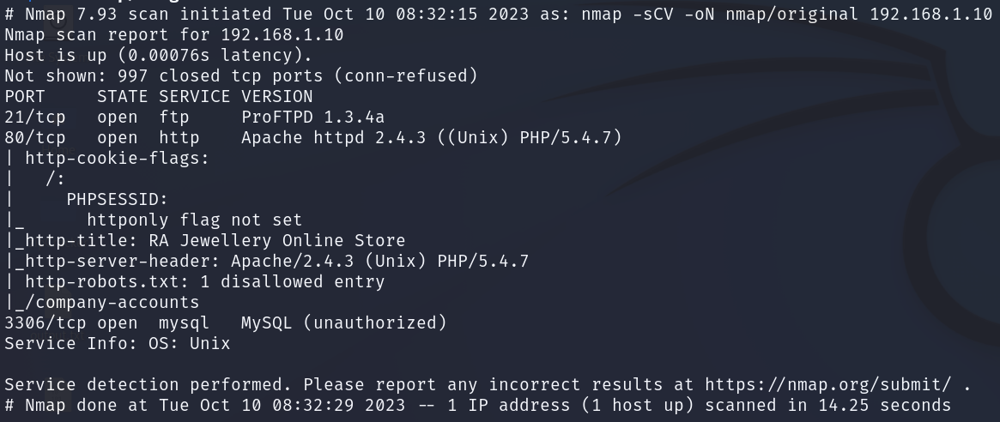 # Nmap 7.93 scan initiated Tue Oct 10 08:32:15 2023 as: nmap -sCV -oN nmap/original 192.168.1.10
Nmap scan report for 192.168.1.10
Host is up (0.00076s latency).
Not shown: 997 closed tcp ports (conn-refused)
PORT     STATE SERVICE VERSION
21/tcp   open  ftp     ProFTPD 1.3.4a
80/tcp   open  http    Apache httpd 2.4.3 ((Unix) PHP/5.4.7)
| http-cookie-flags:
|   /:
|     PHPSESSID:
|_      httponly flag not set
|_http-title: RA Jewellery Online Store
|_http-server-header: Apache/2.4.3 (Unix) PHP/5.4.7
| http-robots.txt: 1 disallowed entry
|_/company-accounts
3306/tcp open  mysql   MySQL (unauthorized)
Service Info: OS: Unix

Service detection performed. Please report any incorrect results at https://nmap.org/submit/ .
# Nmap done at Tue Oct 10 08:32:29 2023 -- 1 IP address (1 host up) scanned in 14.25 seconds